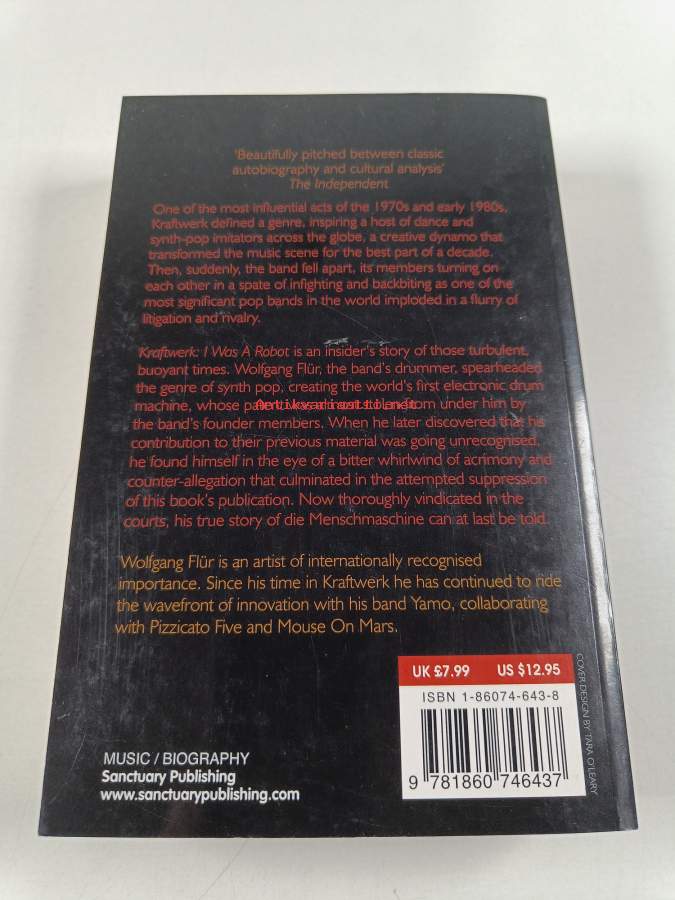 'Beautifully pitched between classic
autobiography and cultural analysis'
The Independent
One of the most influential acts of the 1970s and early 1980s,
Kraftwerk defined a genre, inspiring a host of dance and
synth-pop imitators across the globe, a creative dynamo that
transformed the music scene for the best part of a decade.
Then, suddenly, the band fell apart, its members turning on
each other in a spate of infighting and backbiting as one of the
most significant pop bands in the world imploded in a flurry of
litigation and rivalry.
Kraftwerk: I Was A Robot is an insider's story of those turbulent,
buoyant times. Wolfgang Flür, the band's drummer, spearheaded
the genre of synth pop, creating the world's first electronic drum
machine, whose patent was stolen from under him by
the band's founder members. When he later discovered that his
contribution to their previous material was going unrecognised,
he found himself in the eye of a bitter whirlwind of acrimony and
counter-allegation that culminated in the attempted suppression
of this book's publication. Now thoroughly vindicated in the
courts, his true story of die Menschmaschine can at last be told.
Wolfgang Flür is an artist of internationally recognised
importance. Since his time in Kraftwerk he has continued to ride
the wavefront of innovation with his band Yamo, collaborating
with Pizzicato Five and Mouse On Mars.
UK £7.99 US $12.95
ISBN 1-86074-643-8
9 781860 746437
COVER DESIGN BY TARA O'LEARY
MUSIC / BIOGRAPHY
Sanctuary Publishing
www.sanctuarypublishing.com